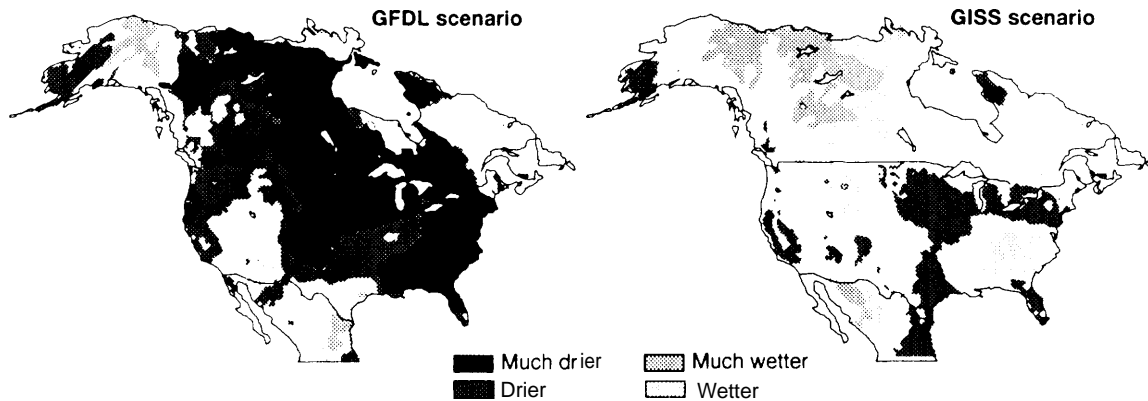 GFDL scenario
GISS scenario
Much drier
Much wetter
Drier
Wetter